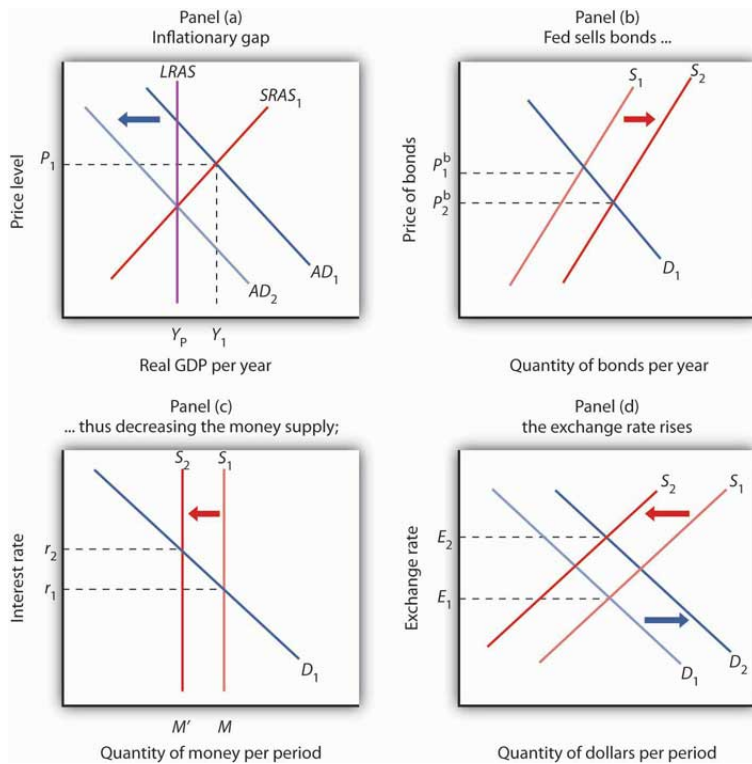 Panel (a)
Inflationary gap
LRAS
SRAS₁
P₁
Price level
AD₂
AD₁
Yₚ
Y₁
Real GDP per year
Panel (b)
Fed sells bonds ...
S₁
S₂
P₁ᵇ
P₂ᵇ
Price of bonds
D₁
Quantity of bonds per year
Panel (c)
... thus decreasing the money supply;
S₂
S₁
r₂
r₁
Interest rate
D₁
M′
M
Quantity of money per period
Panel (d)
the exchange rate rises
S₂
S₁
E₂
E₁
Exchange rate
D₁
D₂
Quantity of dollars per period